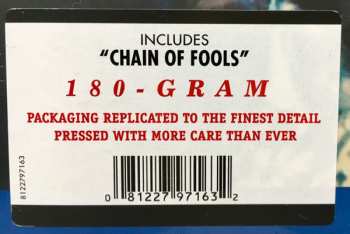 INCLUDES
"CHAIN OF FOOLS"
180-GRAM
PACKAGING REPLICATED TO THE FINEST DETAIL
PRESSED WITH MORE CARE THAN EVER
8122797163
0 81227 97163 2